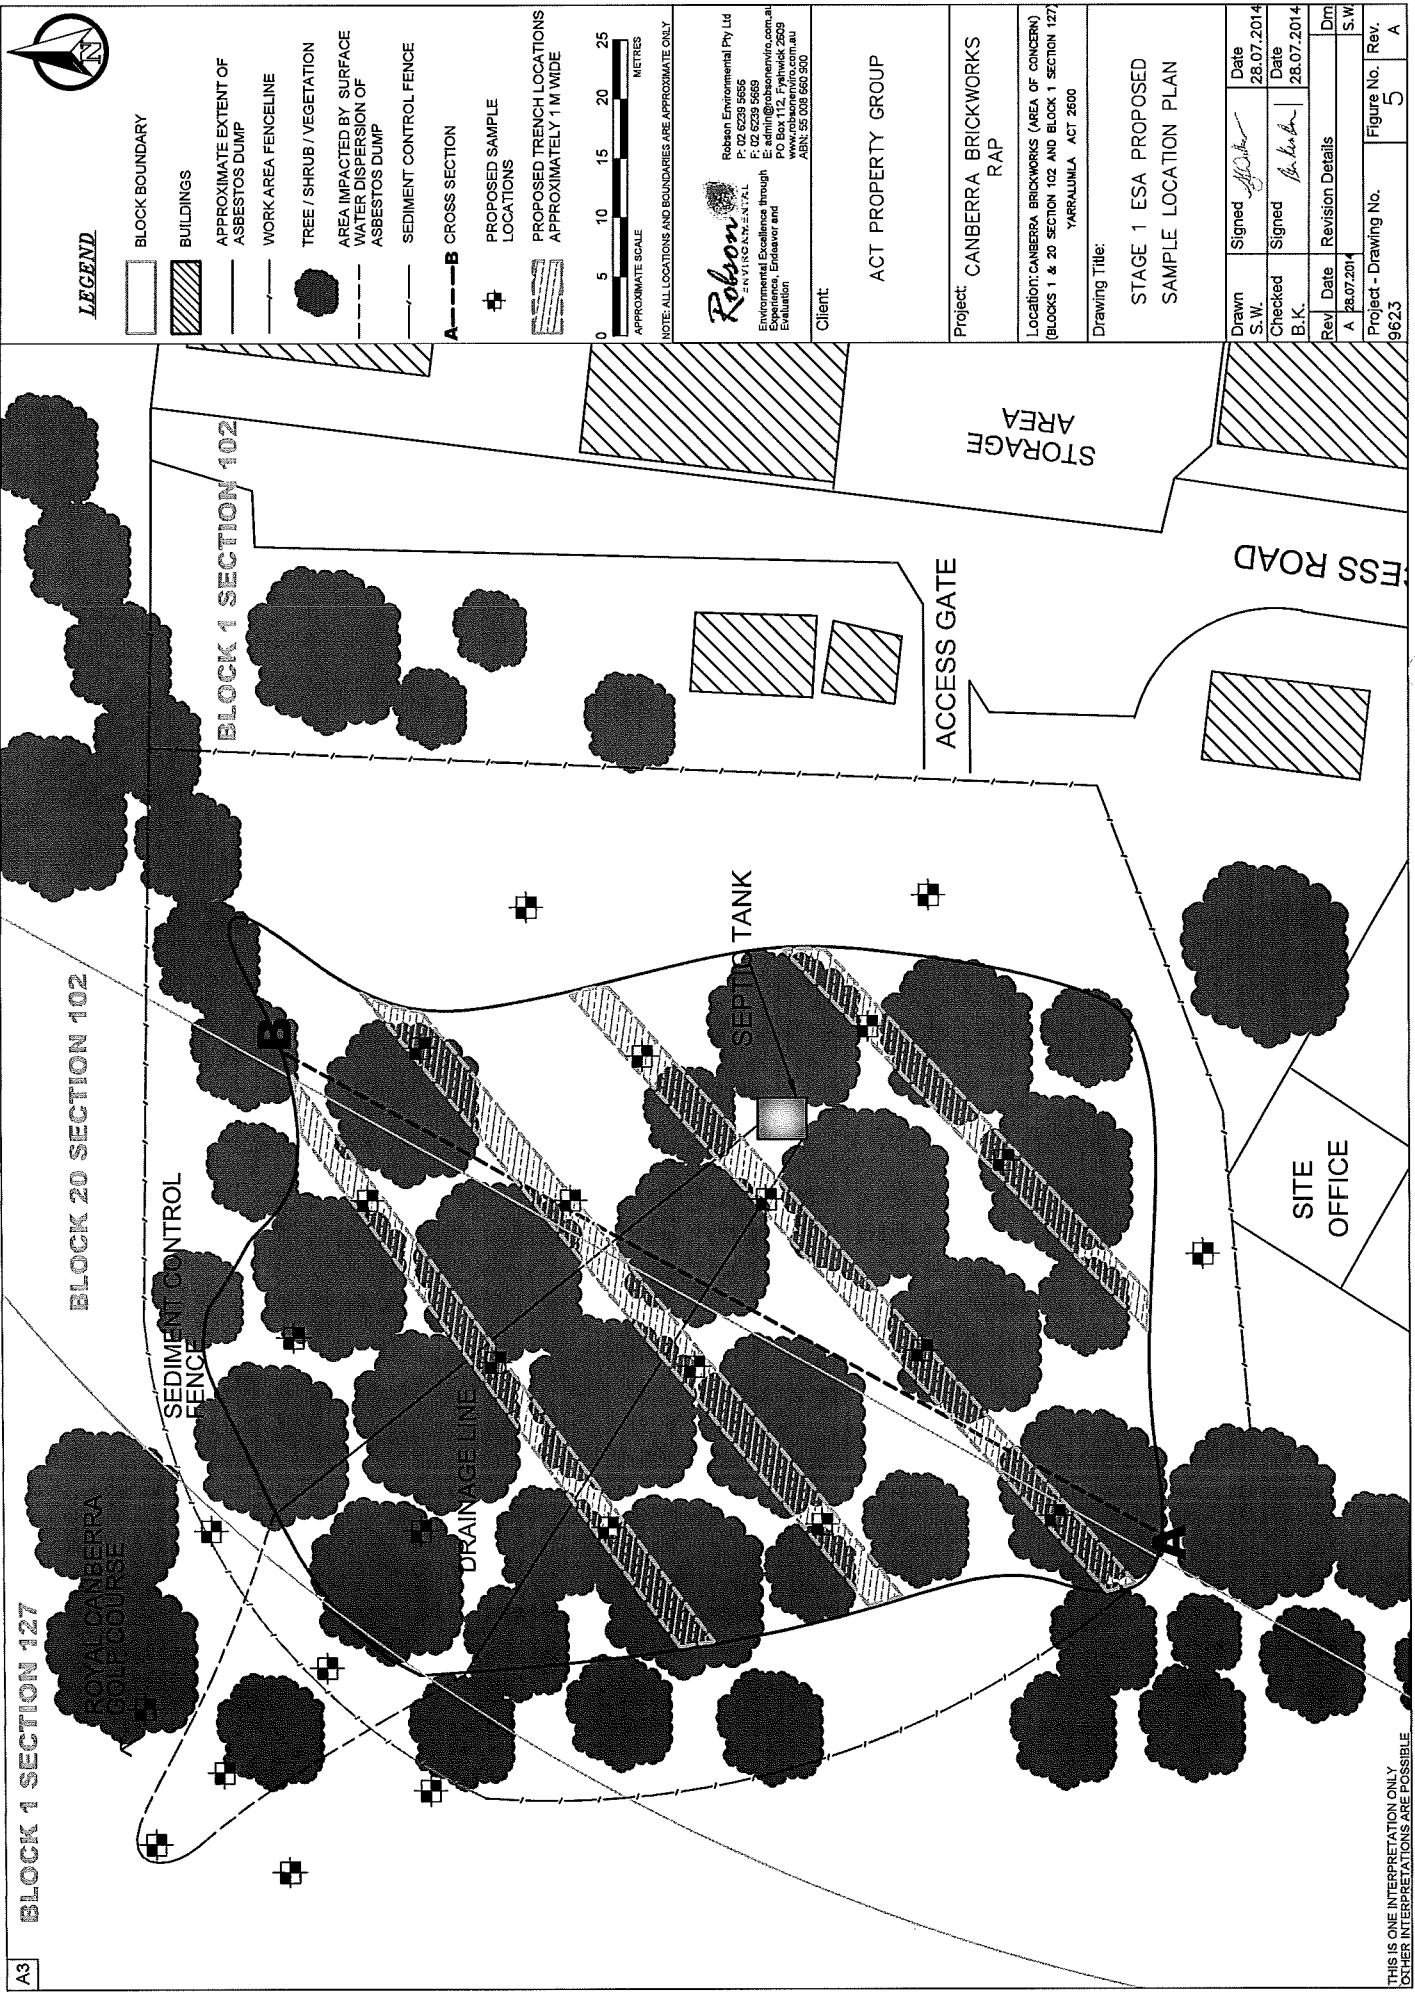 A3
BLOCK 1 SECTION 127
ROYAL CANBERRA
GOLF COURSE
BLOCK 20 SECTION 102
SEDIMENT CONTROL
FENCE
BLOCK 1 SECTION 102
B
DRAINAGE LINE
SEPTIC TANK
ACCESS GATE
STORAGE
AREA
CESS ROAD
SITE
OFFICE
A
THIS IS ONE INTERPRETATION ONLY
OTHER INTERPRETATIONS ARE POSSIBLE
N
LEGEND
BLOCK BOUNDARY
BUILDINGS
APPROXIMATE EXTENT OF
ASBESTOS DUMP
WORK AREA FENCELINE
TREE / SHRUB / VEGETATION
AREA IMPACTED BY SURFACE
WATER DISPERSION OF
ASBESTOS DUMP
SEDIMENT CONTROL FENCE
A B CROSS SECTION
PROPOSED SAMPLE
LOCATIONS
PROPOSED TRENCH LOCATIONS
APPROXIMATELY 1 M WIDE
0 5 10 15 20 25
APPROXIMATE SCALE METRES
NOTE: ALL LOCATIONS AND BOUNDARIES ARE APPROXIMATE ONLY
Robson
ENVIRONMENTAL
Environmental Excellence through
Experience, Endeavor and
Evaluation
Robson Environmental Pty Ltd
P: 02 6239 5656
F: 02 6239 5669
E: admin@robsonenviro.com.au
PO Box 112, Fyshwick 2609
www.robsonenviro.com.au
ABN: 55 008 660 900
Client:
ACT PROPERTY GROUP
Project: CANBERRA BRICKWORKS
RAP
Location: CANBERRA BRICKWORKS (AREA OF CONCERN)
(BLOCKS 1 & 20 SECTION 102 AND BLOCK 1 SECTION 127)
YARRALUMLA ACT 2600
Drawing Title:
STAGE 1 ESA PROPOSED
SAMPLE LOCATION PLAN
Drawn Signed Date
S.W. 28.07.2014
Checked Signed Date
B.K. 28.07.2014
Rev Date Revision Details Drn
A 28.07.2014 S.W.
Project - Drawing No. Figure No. Rev.
9623 5 A